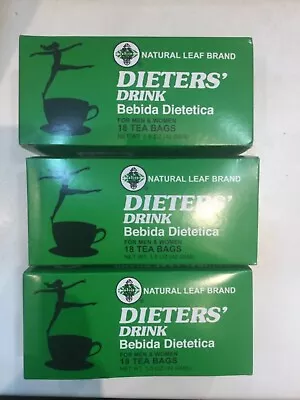 NATURAL LEAF BRAND
DIETERS'
DRINK
Bebida Dietetica
FOR MEN & WOMEN
18 TEA BAGS
NATURAL LEAF BRAND
DIETERS'
DRINK
Bebida Dietetica
FOR MEN & WOMEN
18 TEA BAGS
NATURAL LEAF BRAND
DIETERS'
DRINK
Bebida Dietetica
FOR MEN & WOMEN
18 TEA BAGS